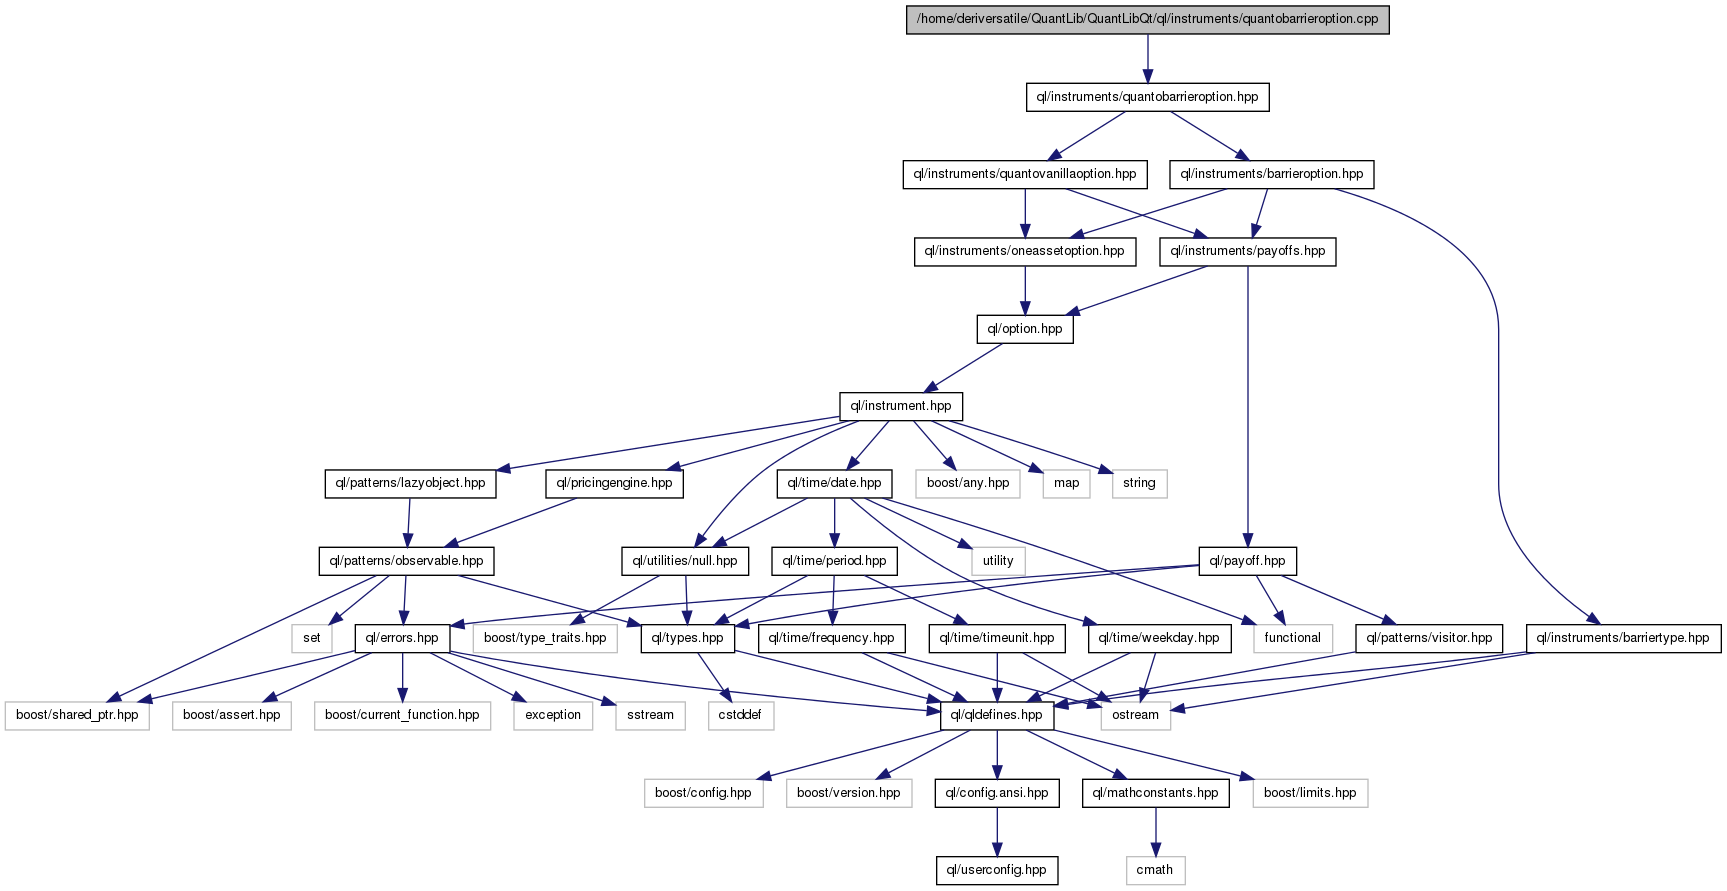 /home/deriversatile/QuantLib/QuantLibQt/ql/instruments/quantobarrieroption.cpp
ql/instruments/quantobarrieroption.hpp
ql/instruments/quantovanillaoption.hpp
ql/instruments/barrieroption.hpp
ql/instruments/oneassetoption.hpp
ql/instruments/payoffs.hpp
ql/option.hpp
ql/instrument.hpp
ql/patterns/lazyobject.hpp
ql/pricingengine.hpp
ql/time/date.hpp
boost/any.hpp
map
string
ql/patterns/observable.hpp
ql/utilities/null.hpp
ql/time/period.hpp
utility
ql/payoff.hpp
set
ql/errors.hpp
boost/type_traits.hpp
ql/types.hpp
ql/time/frequency.hpp
ql/time/timeunit.hpp
ql/time/weekday.hpp
functional
ql/patterns/visitor.hpp
ql/instruments/barriertype.hpp
boost/shared_ptr.hpp
boost/assert.hpp
boost/current_function.hpp
exception
sstream
cstddef
ql/qldefines.hpp
ostream
boost/config.hpp
boost/version.hpp
ql/config.ansi.hpp
ql/mathconstants.hpp
boost/limits.hpp
ql/userconfig.hpp
cmath